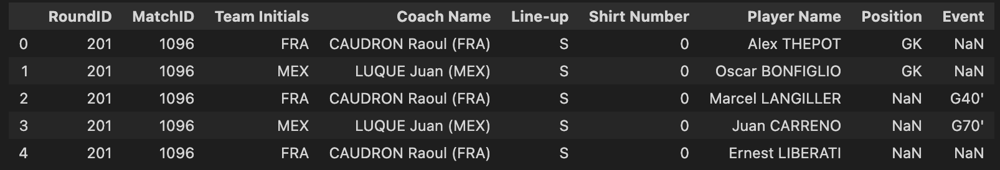 RoundID MatchID Team Initials Coach Name Line-up Shirt Number Player Name Position Event
0 201 1096 FRA CAUDRON Raoul (FRA) S 0 Alex THEPOT GK NaN
1 201 1096 MEX LUQUE Juan (MEX) S 0 Oscar BONFIGLIO GK NaN
2 201 1096 FRA CAUDRON Raoul (FRA) S 0 Marcel LANGILLER NaN G40'
3 201 1096 MEX LUQUE Juan (MEX) S 0 Juan CARRENO NaN G70'
4 201 1096 FRA CAUDRON Raoul (FRA) S 0 Ernest LIBERATI NaN NaN